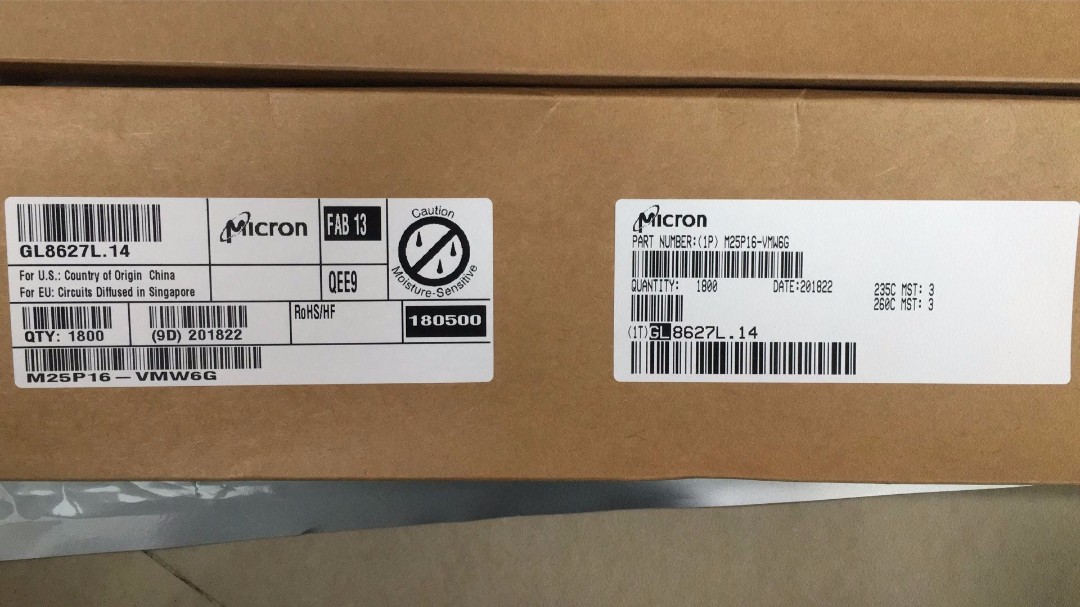 GL8627L.14
Micron
FAB 13
Caution
Moisture-Sensitive
For U.S.: Country of Origin China
For EU: Circuits Diffused in Singapore
QEE9
QTY: 1800
(9D) 201822
RoHS/HF
180500
M25P16-VMW6G
Micron
PART NUMBER:(1P) M25P16-VMW6G
QUANTITY: 1800 DATE:201822 235C MST: 3
260C MST: 3
(1T)GL8627L.14